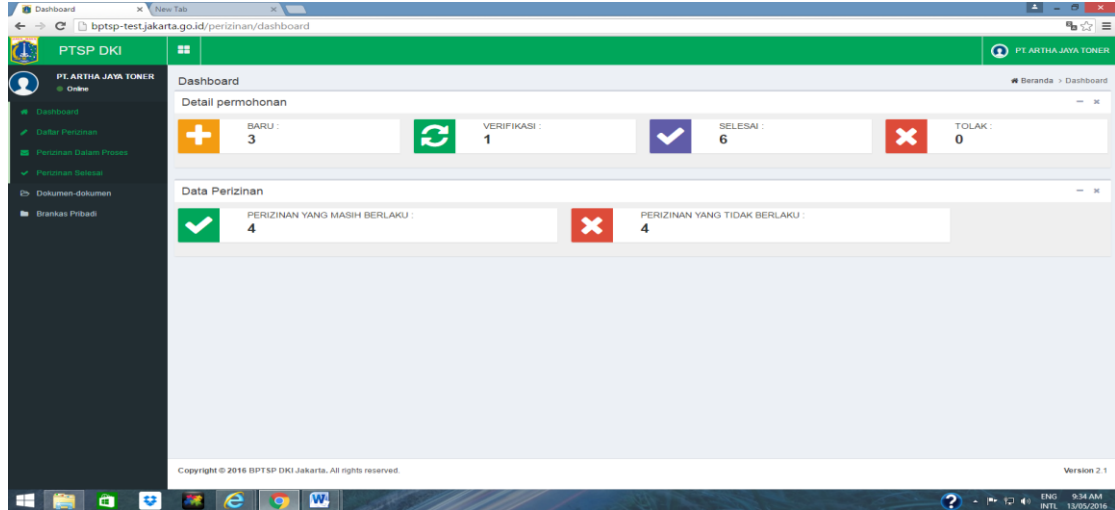 Dashboard
New Tab
bptsp-test.jakarta.go.id/perizinan/dashboard
PTSP DKI
PT. ARTHA JAYA TONER
PT. ARTHA JAYA TONER
Online
Dashboard
Beranda > Dashboard
Dashboard
Daftar Perizinan
Perizinan Dalam Proses
Perizinan Selesai
Dokumen-dokumen
Brankas Pribadi
Detail permohonan
BARU :
3
VERIFIKASI :
1
SELESAI :
6
TOLAK :
0
Data Perizinan
PERIZINAN YANG MASIH BERLAKU :
4
PERIZINAN YANG TIDAK BERLAKU :
4
Copyright © 2016 BPTSP DKI Jakarta. All rights reserved.
Version 2.1
ENG
INTL
9:34 AM
13/05/2016